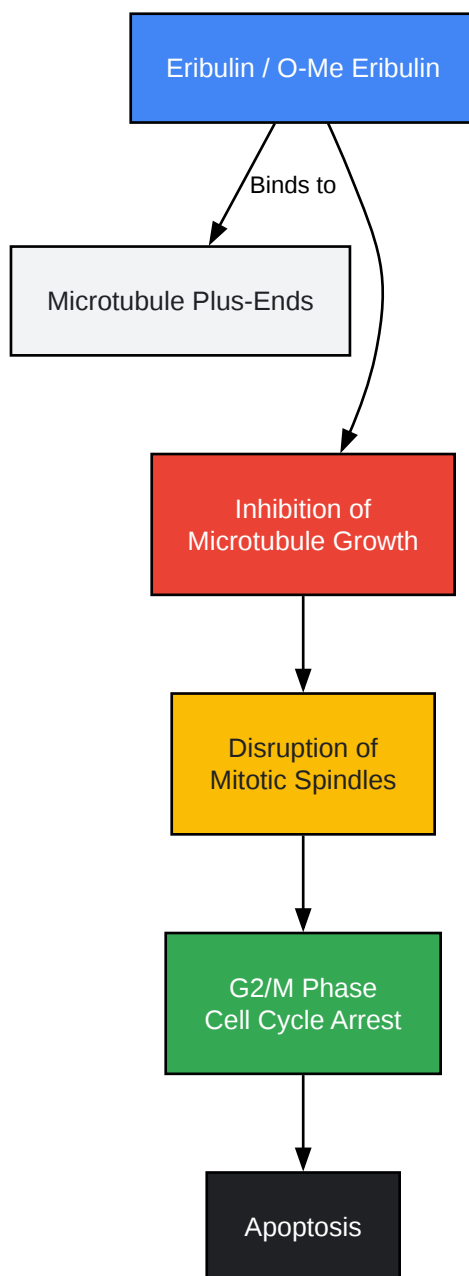 Eribulin / O-Me Eribulin
Binds to
Microtubule Plus-Ends
Inhibition of
Microtubule Growth
Disruption of
Mitotic Spindles
G2/M Phase
Cell Cycle Arrest
Apoptosis